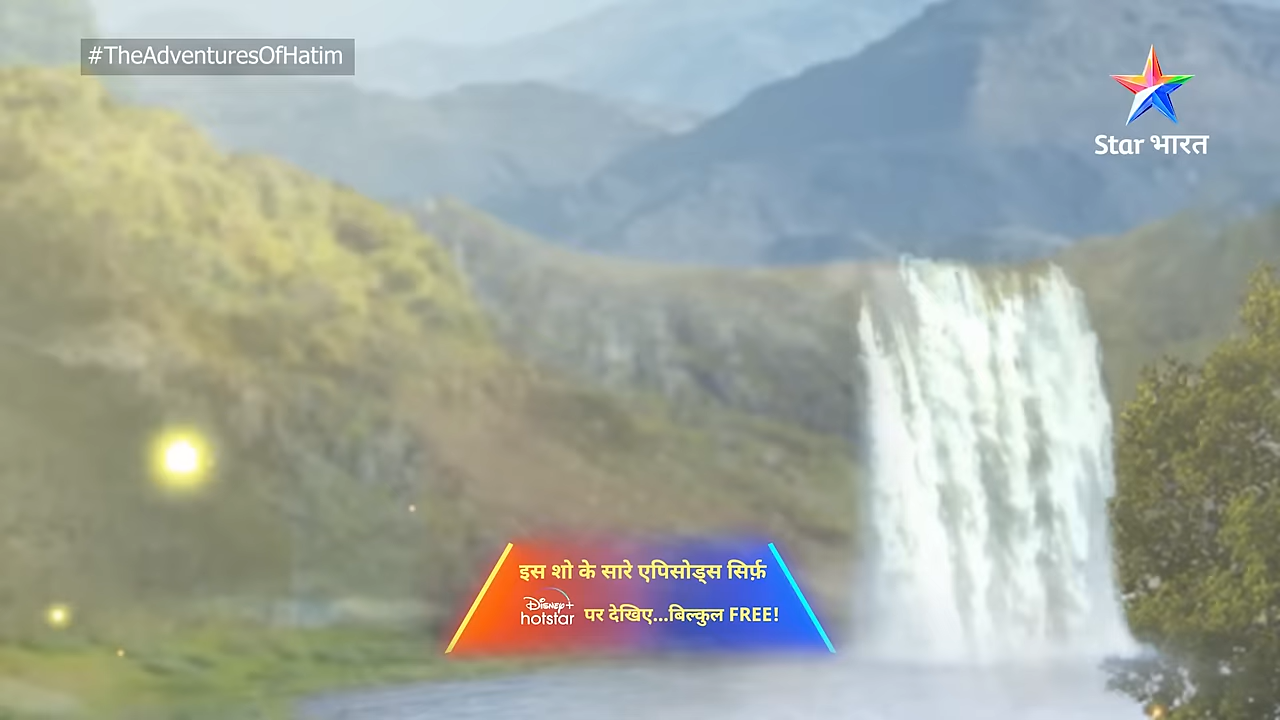 #TheAdventuresOfHatim
Star भारत
इस शो के सारे एपिसोड्स सिर्फ़
Disney+ hotstar पर देखिए...बिल्कुल FREE!